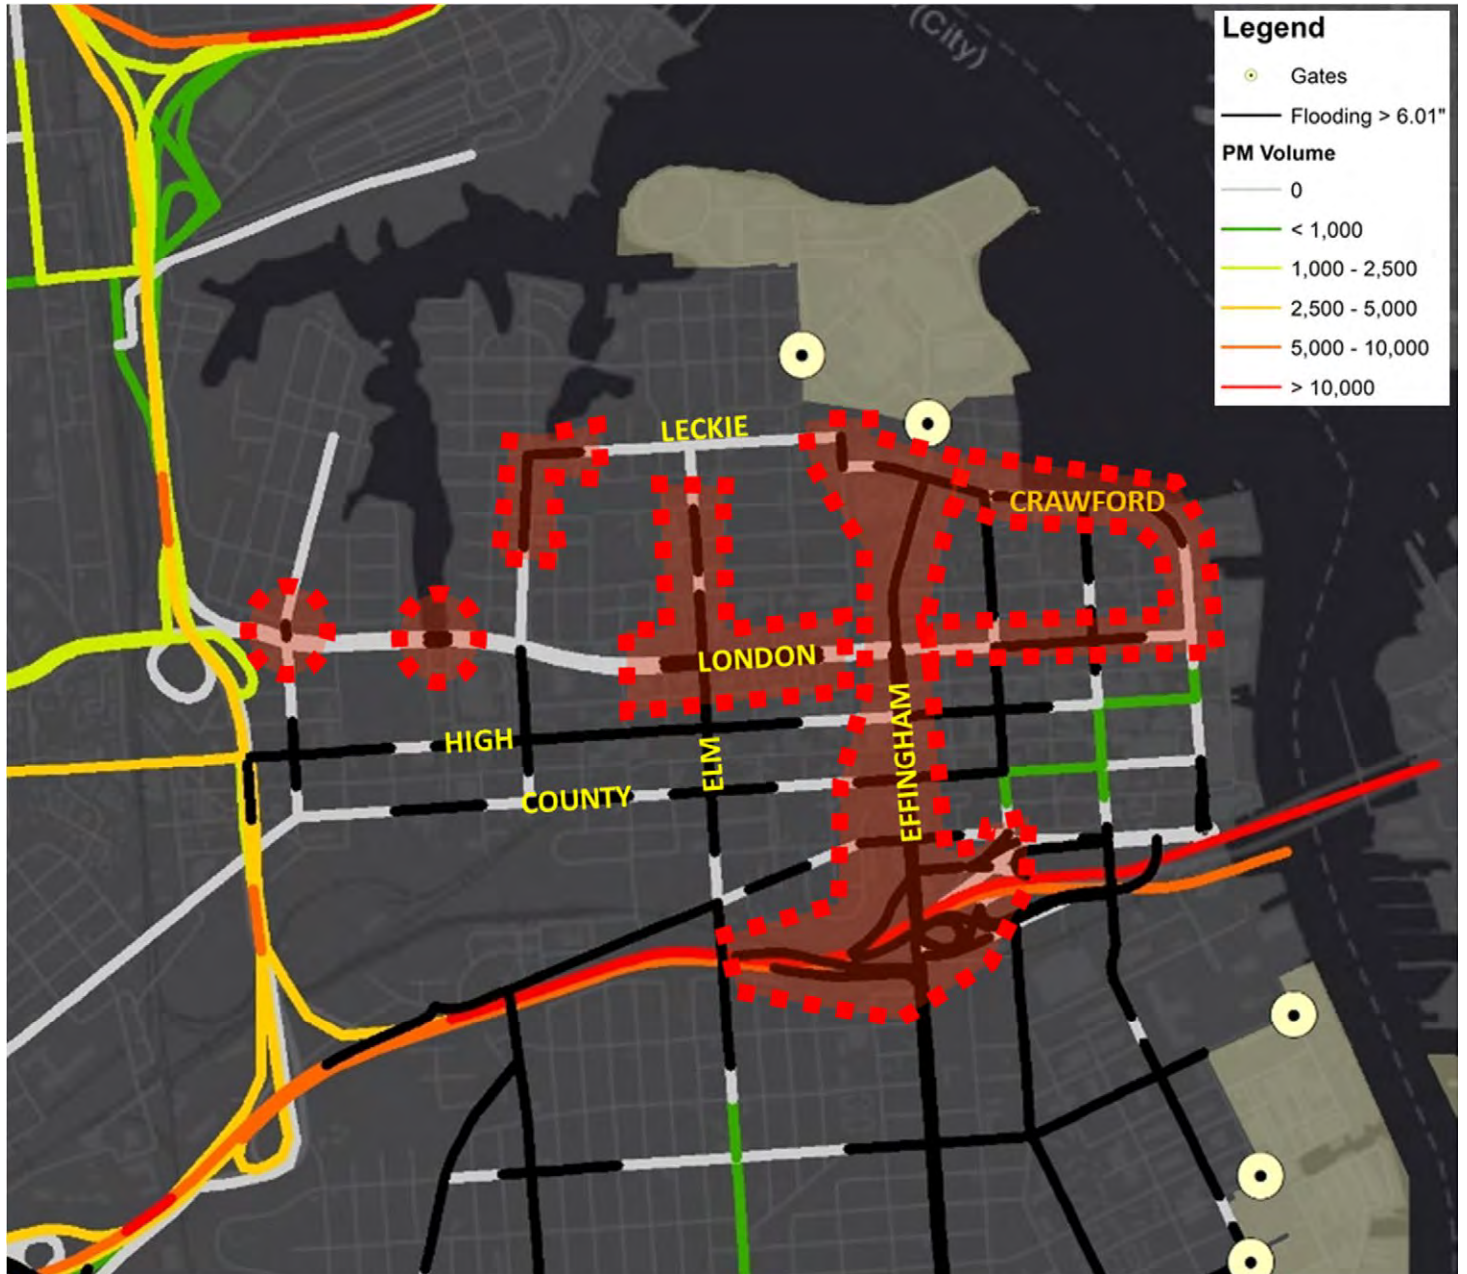 (City)
Legend
Gates
Flooding > 6.01"
PM Volume
0
< 1,000
1,000 - 2,500
2,500 - 5,000
5,000 - 10,000
> 10,000
LECKIE
CRAWFORD
LONDON
HIGH
ELM
EFFINGHAM
COUNTY